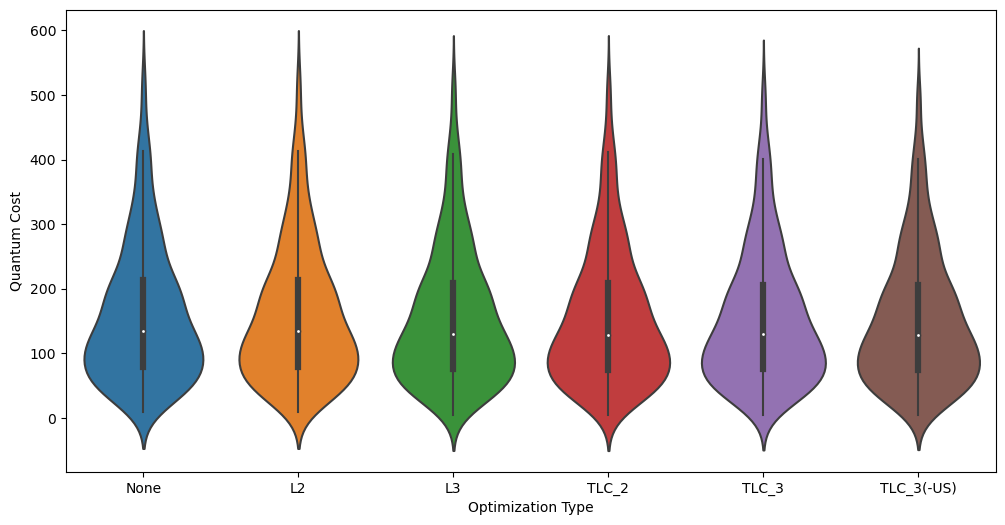 600
500
400
300
200
100
0
Quantum Cost
None L2 L3 TLC_2 TLC_3 TLC_3(-US)
Optimization Type